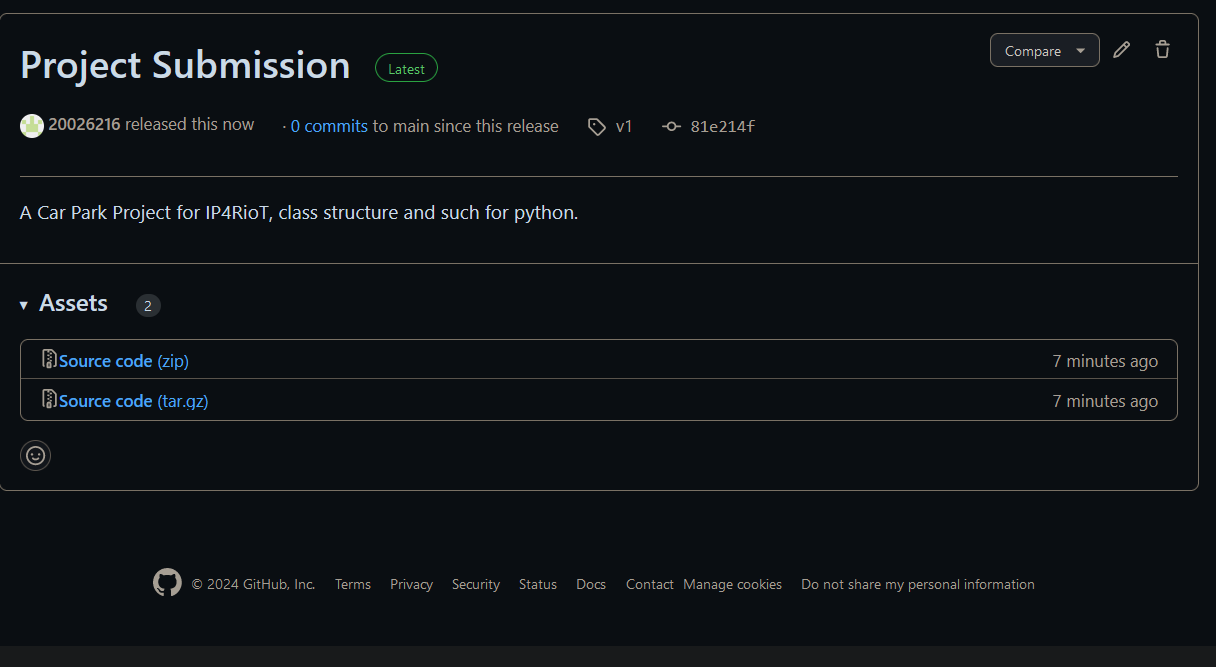 Project Submission Latest
Compare
20026216 released this now · 0 commits to main since this release v1 81e214f
A Car Park Project for IP4RioT, class structure and such for python.
Assets 2
Source code (zip) 7 minutes ago
Source code (tar.gz) 7 minutes ago
© 2024 GitHub, Inc. Terms Privacy Security Status Docs Contact Manage cookies Do not share my personal information